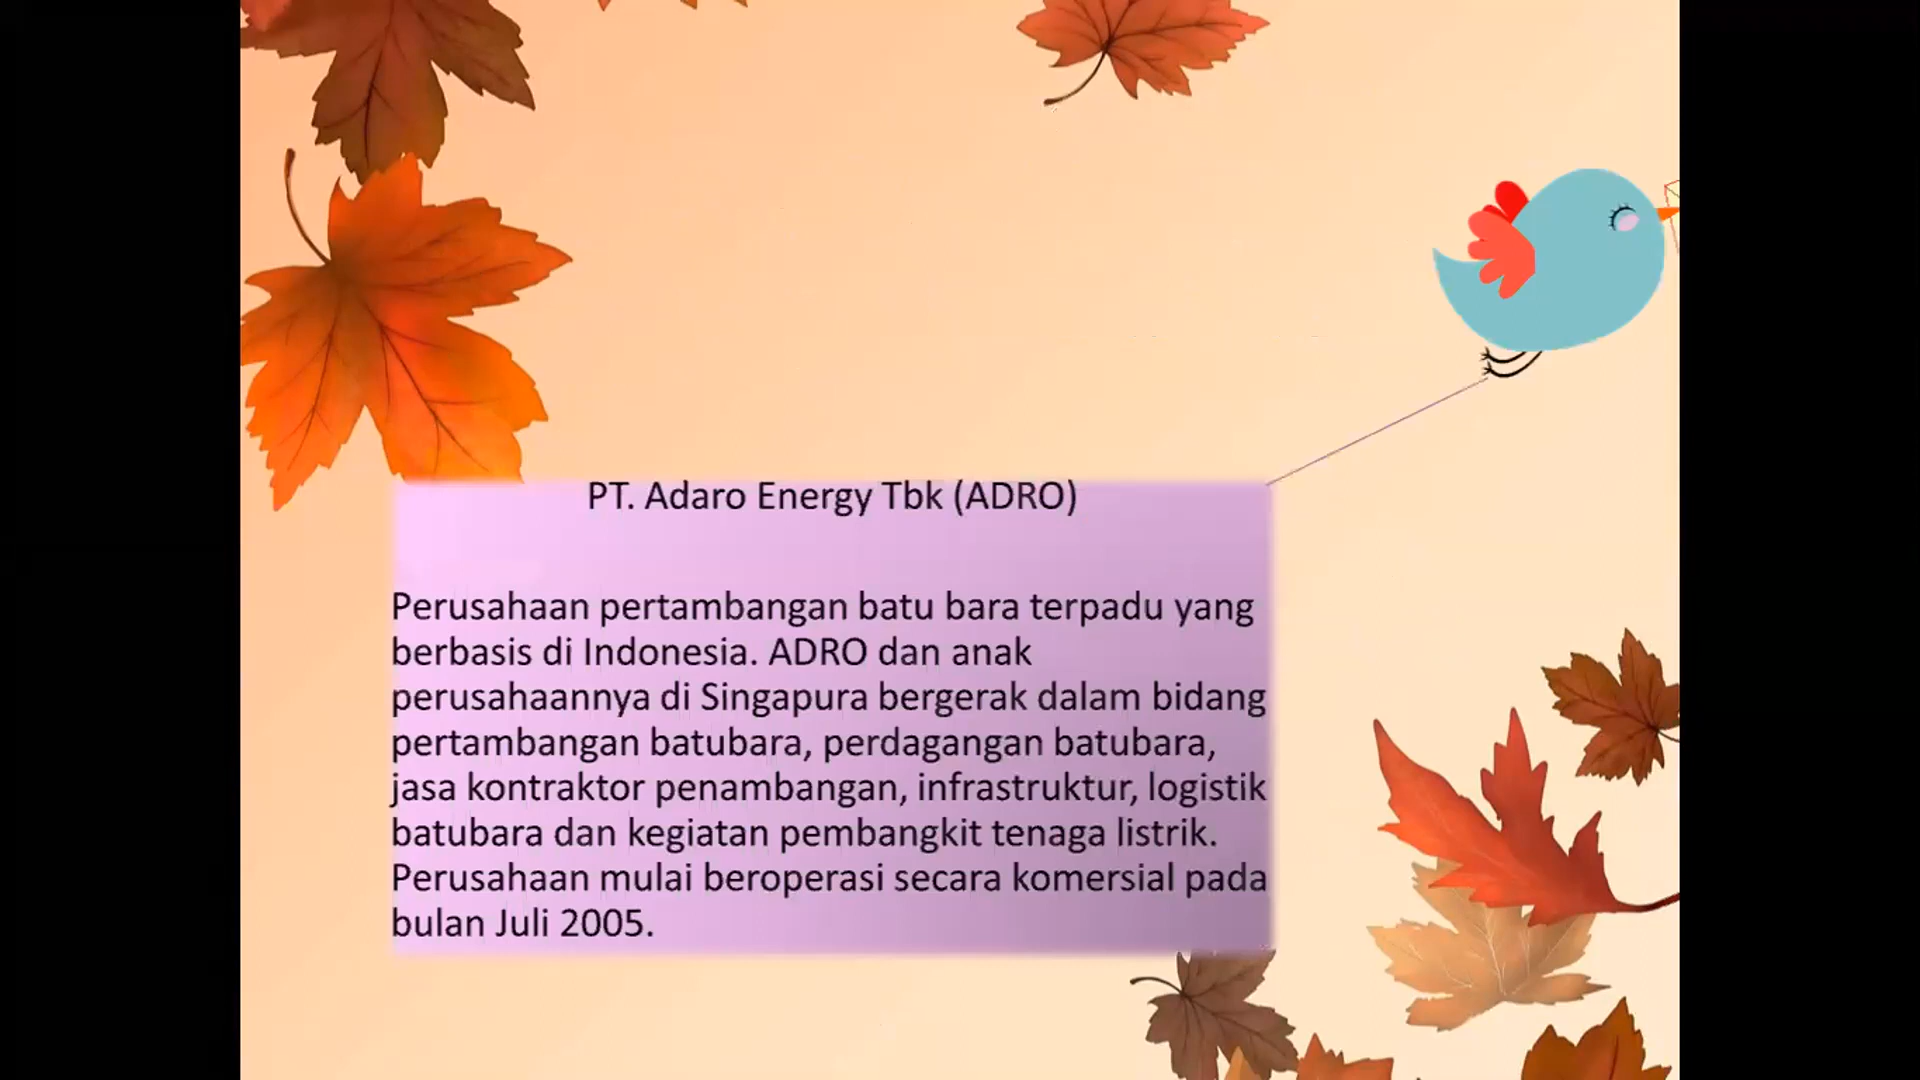 PT. Adaro Energy Tbk (ADRO)
Perusahaan pertambangan batu bara terpadu yang
berbasis di Indonesia. ADRO dan anak
perusahaannya di Singapura bergerak dalam bidang
pertambangan batubara, perdagangan batubara,
jasa kontraktor penambangan, infrastruktur, logistik
batubara dan kegiatan pembangkit tenaga listrik.
Perusahaan mulai beroperasi secara komersial pada
bulan Juli 2005.